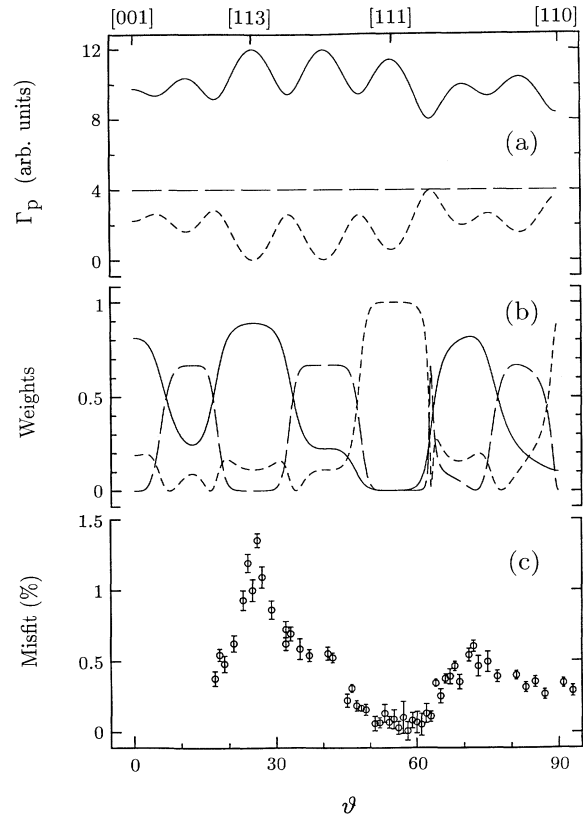 [001] [113] [111] [110]
12
8
4
0
Γp (arb. units)
(a)
1
0.5
0
Weights
(b)
1.5
1
0.5
0
Misfit (%)
(c)
0 30 60 90
ϑ